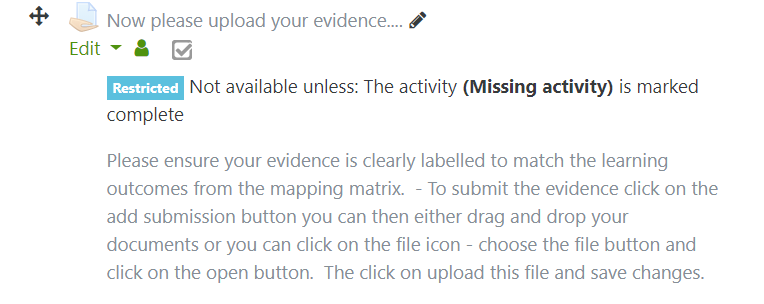 Now please upload your evidence....
Edit
Restricted Not available unless: The activity (Missing activity) is marked
complete
Please ensure your evidence is clearly labelled to match the learning
outcomes from the mapping matrix.  - To submit the evidence click on the
add submission button you can then either drag and drop your
documents or you can click on the file icon - choose the file button and
click on the open button.  The click on upload this file and save changes.